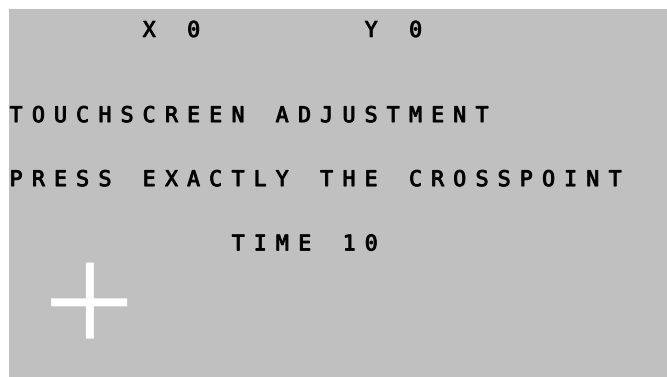 X 0 Y 0
TOUCHSCREEN ADJUSTMENT
PRESS EXACTLY THE CROSSPOINT
TIME 10